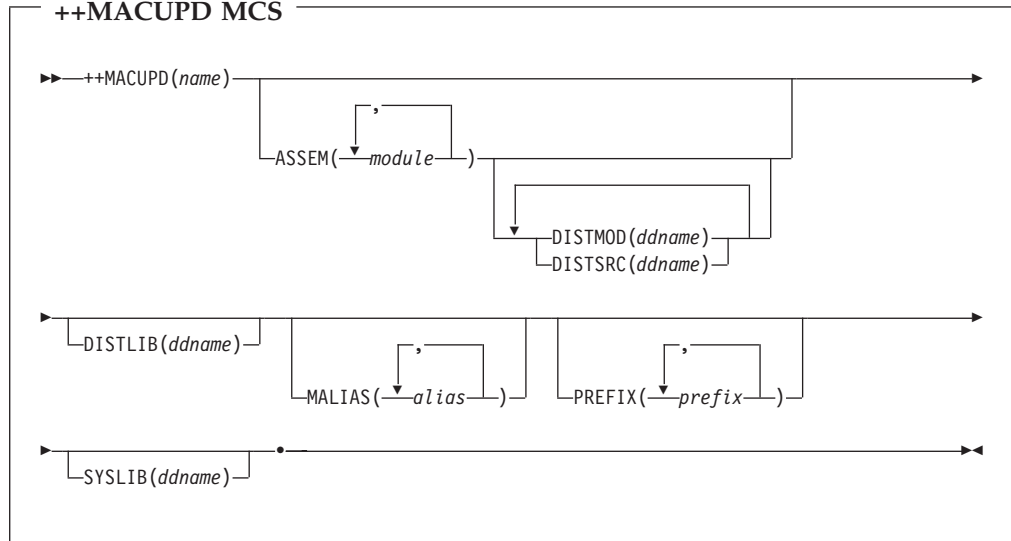 ++MACUPD MCS
++MACUPD(name)
,
ASSEM( module )
DISTMOD(ddname)
DISTSRC(ddname)
DISTLIB(ddname)
, ,
MALIAS( alias ) PREFIX( prefix )
.
SYSLIB(ddname)